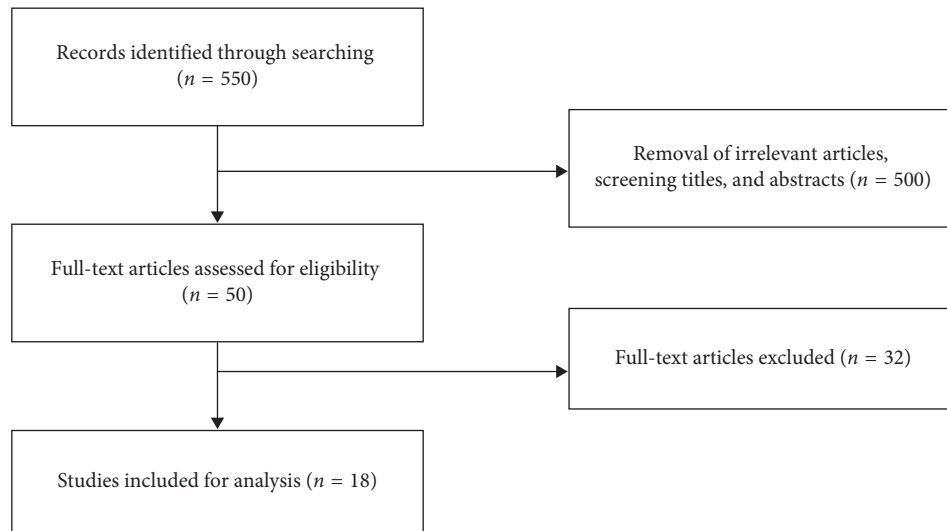 Records identified through searching
(n = 550)
Removal of irrelevant articles,
screening titles, and abstracts (n = 500)
Full-text articles assessed for eligibility
(n = 50)
Full-text articles excluded (n = 32)
Studies included for analysis (n = 18)